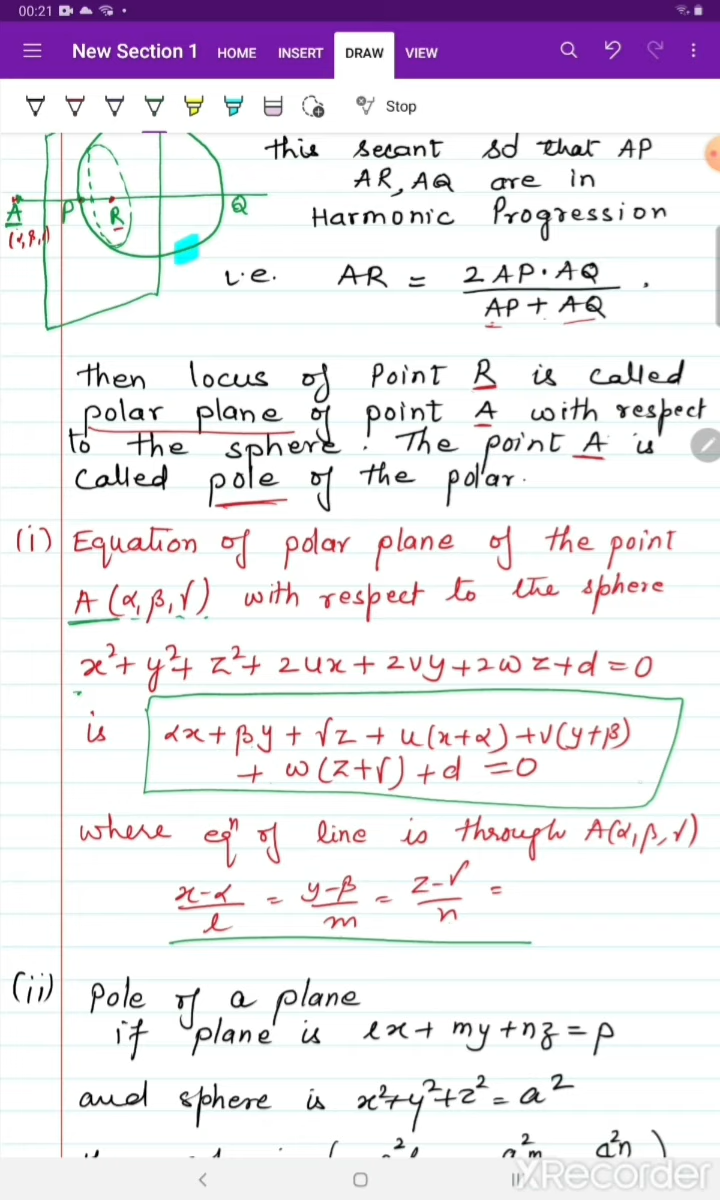 00:21
New Section 1 HOME INSERT DRAW VIEW
Stop
this secant sd that AP
AR, AQ are in
Harmonic Progression
A P R Q
(α, β, γ)
i.e. AR = 2AP·AQ / AP + AQ .
then locus of Point R is called
polar plane of point A with respect
to the sphere. The point A is
called pole of the polar.
(i) Equation of polar plane of the point
A (α, β, γ) with respect to the sphere
x²+ y²+ z²+ 2ux + 2vy + 2wz + d = 0
is αx + βy + γz + u(x+α) + v(y+β)
+ w(z+γ) + d = 0
where eqⁿ of line is through A(α, β, γ)
x-α / l = y-β / m = z-γ / n =
(ii) Pole of a plane
if plane is lx + my + nz = p
and sphere is x²+y²+z² = a²
a²m a²n )
XRecorder